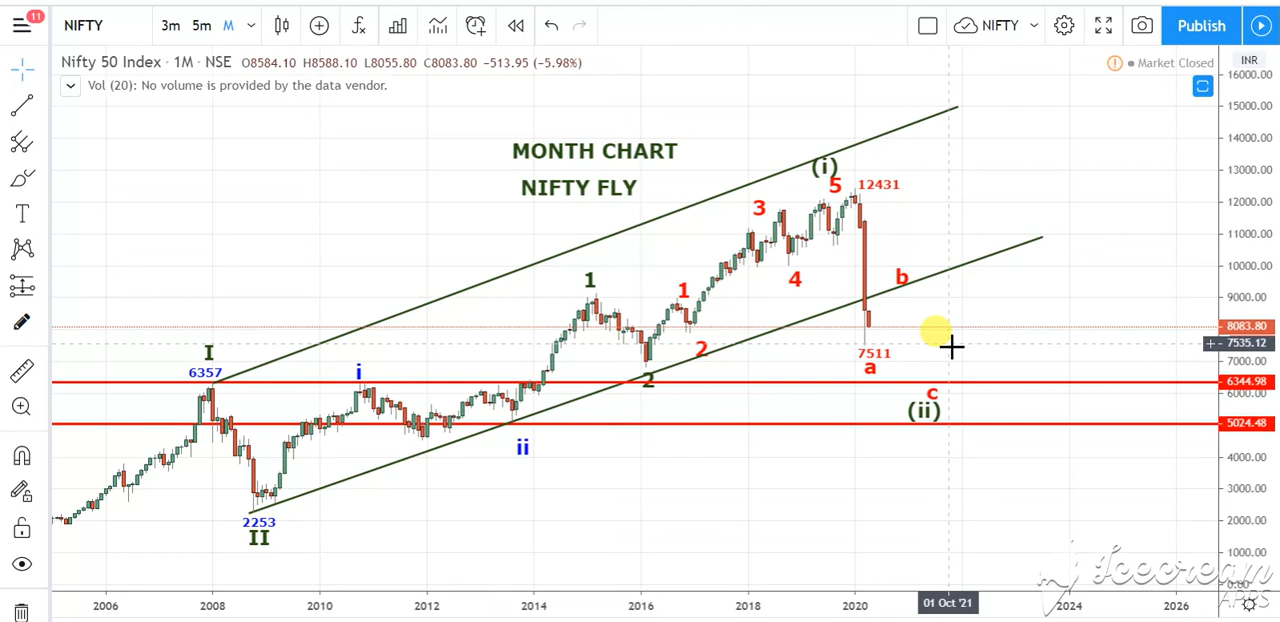 11
NIFTY
3m 5m M
NIFTY
Publish
Nifty 50 Index · 1M · NSE O8584.10 H8588.10 L8055.80 C8083.80 −513.95 (−5.98%)
Market Closed
INR
Vol (20): No volume is provided by the data vendor.
16000.00
15000.00
14000.00
13000.00
12000.00
11000.00
10000.00
9000.00
8083.80
7535.12
7000.00
6344.98
6000.00
5024.48
4000.00
3000.00
2000.00
1000.00
0.00
MONTH CHART
NIFTY FLY
(i)
5 12431
3
4
b
1
1
2
2
7511
a
c
(ii)
I
6357
i
ii
2253
II
2006 2008 2010 2012 2014 2016 2018 2020 01 Oct '21 2024 2026
Icecream
APPS